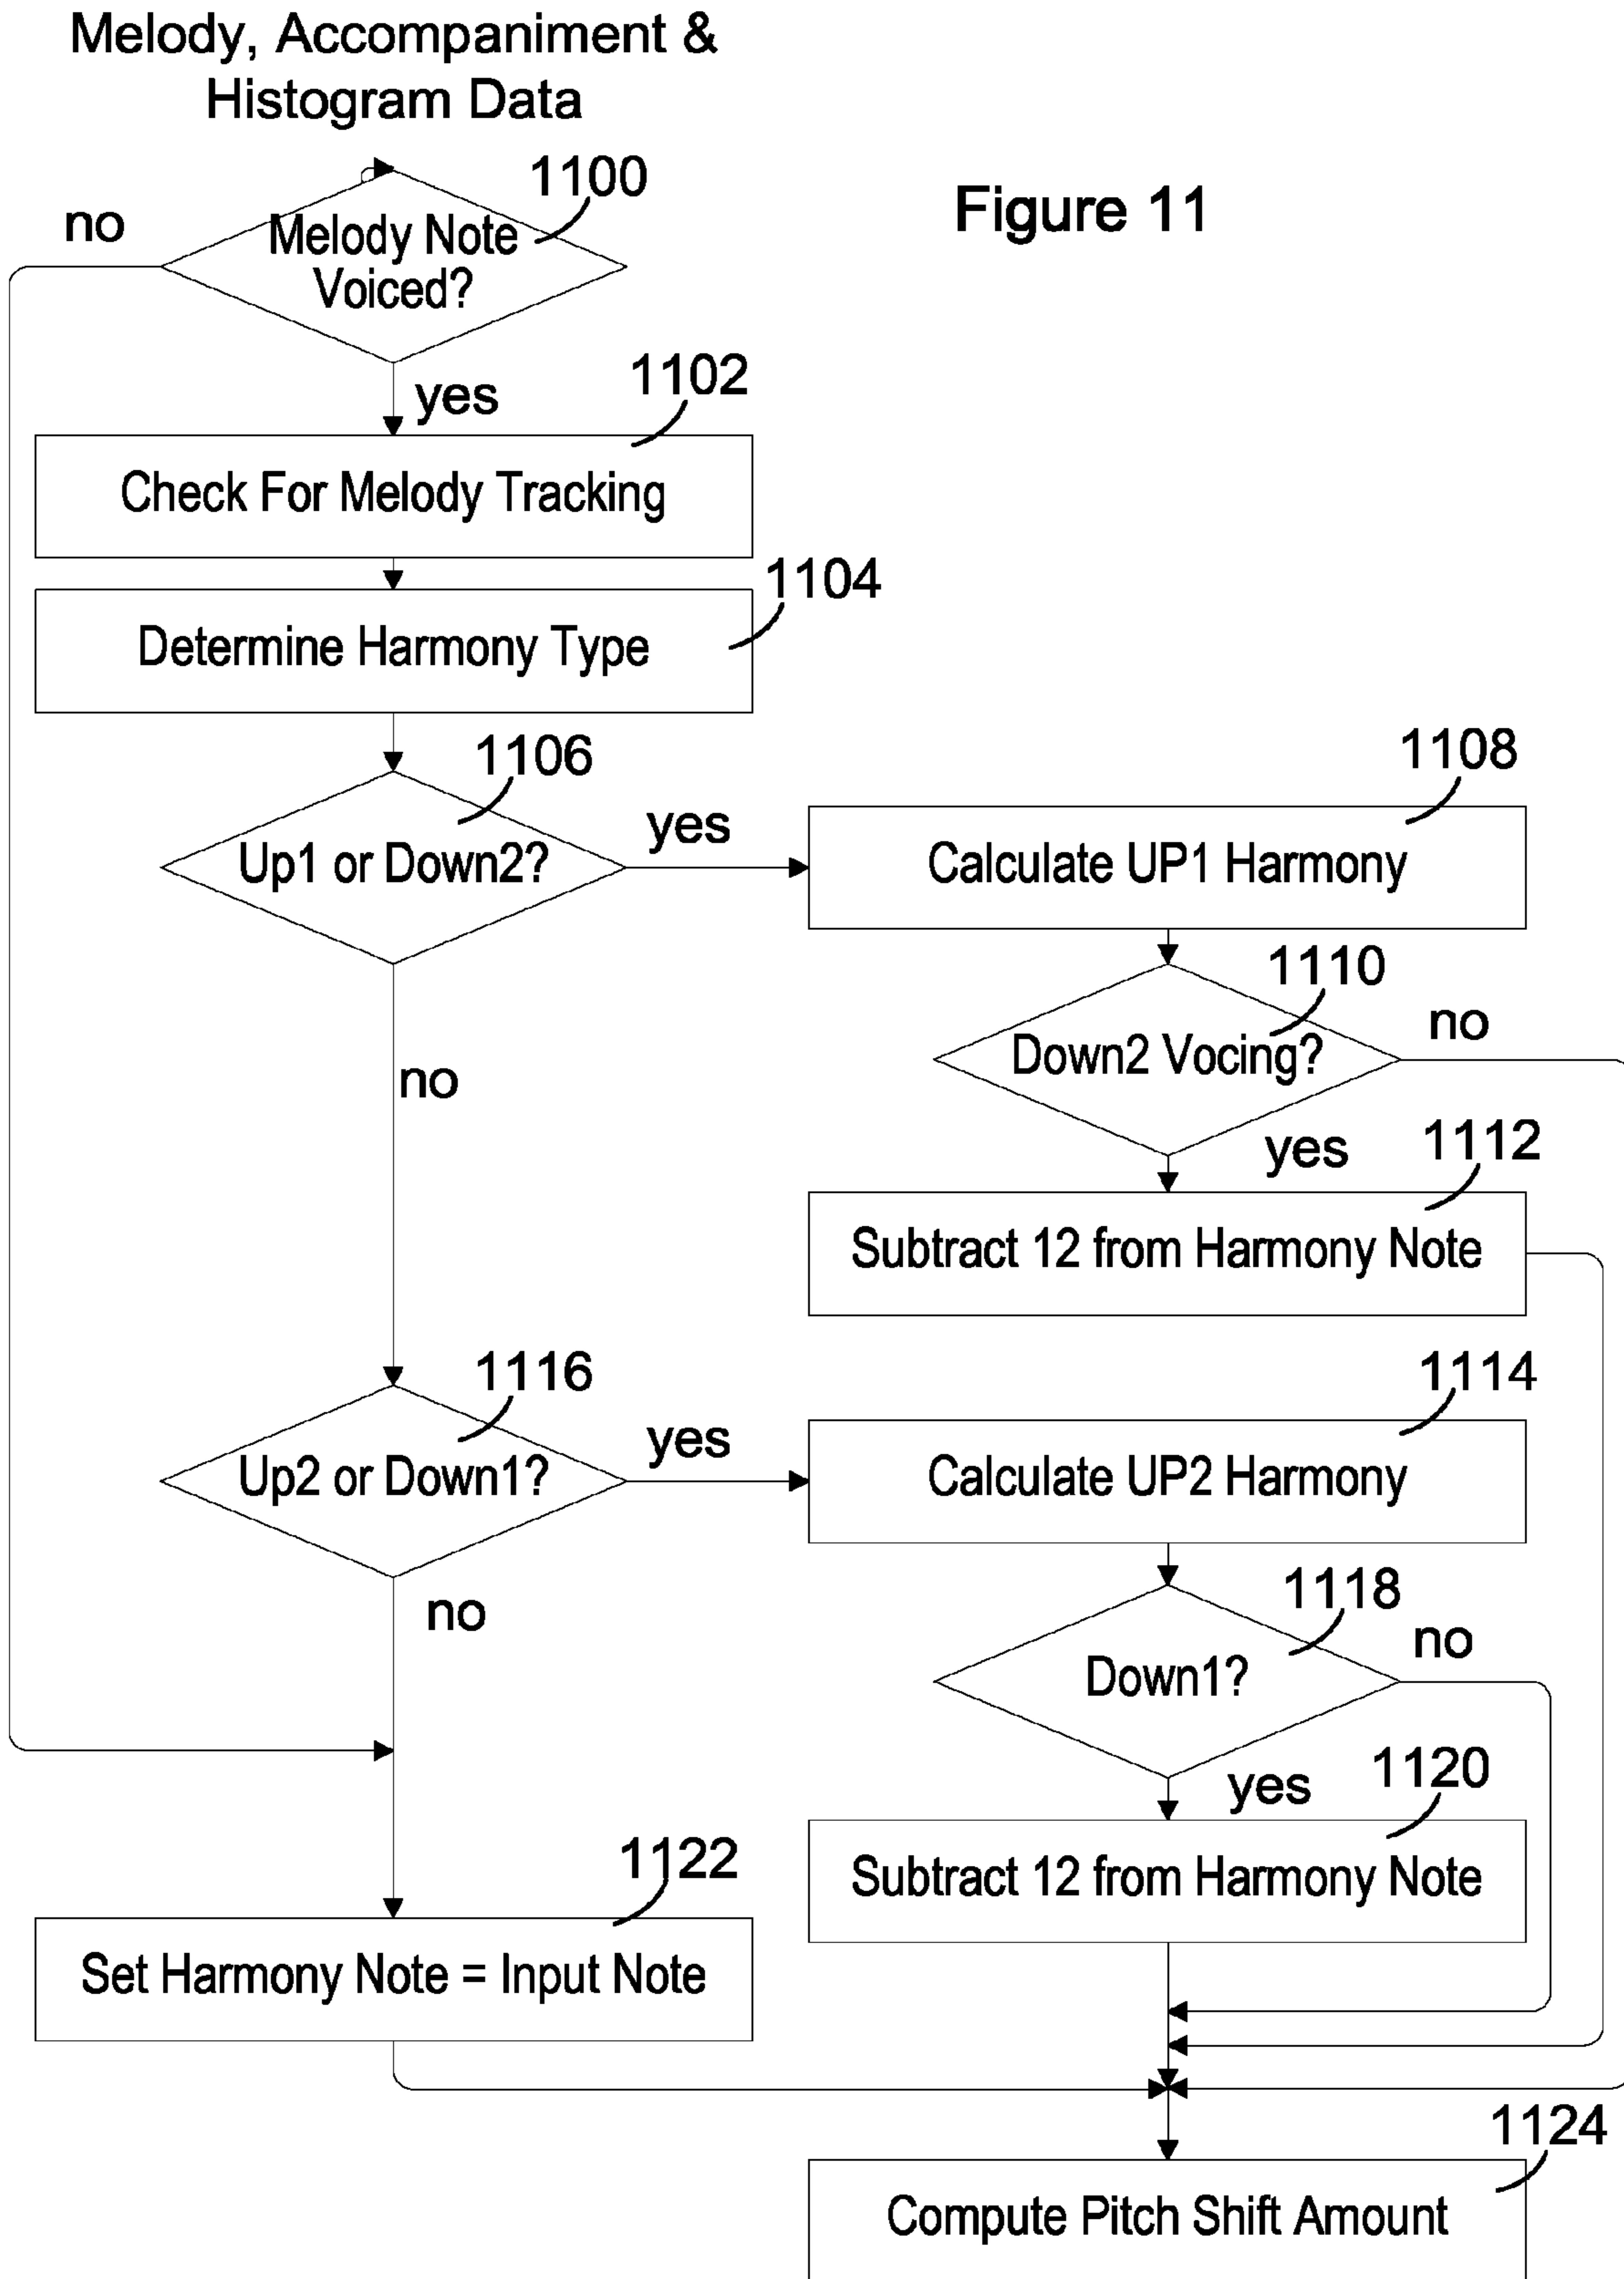 Melody, Accompaniment &
Histogram Data
Figure 11
1100
no
Melody Note
Voiced?
yes
1102
Check For Melody Tracking
1104
Determine Harmony Type
1106
Up1 or Down2?
yes
1108
Calculate UP1 Harmony
1110
Down2 Vocing?
no
no
yes
1112
Subtract 12 from Harmony Note
1116
Up2 or Down1?
yes
1114
Calculate UP2 Harmony
no
1118
Down1?
no
yes
1120
Subtract 12 from Harmony Note
1122
Set Harmony Note = Input Note
1124
Compute Pitch Shift Amount